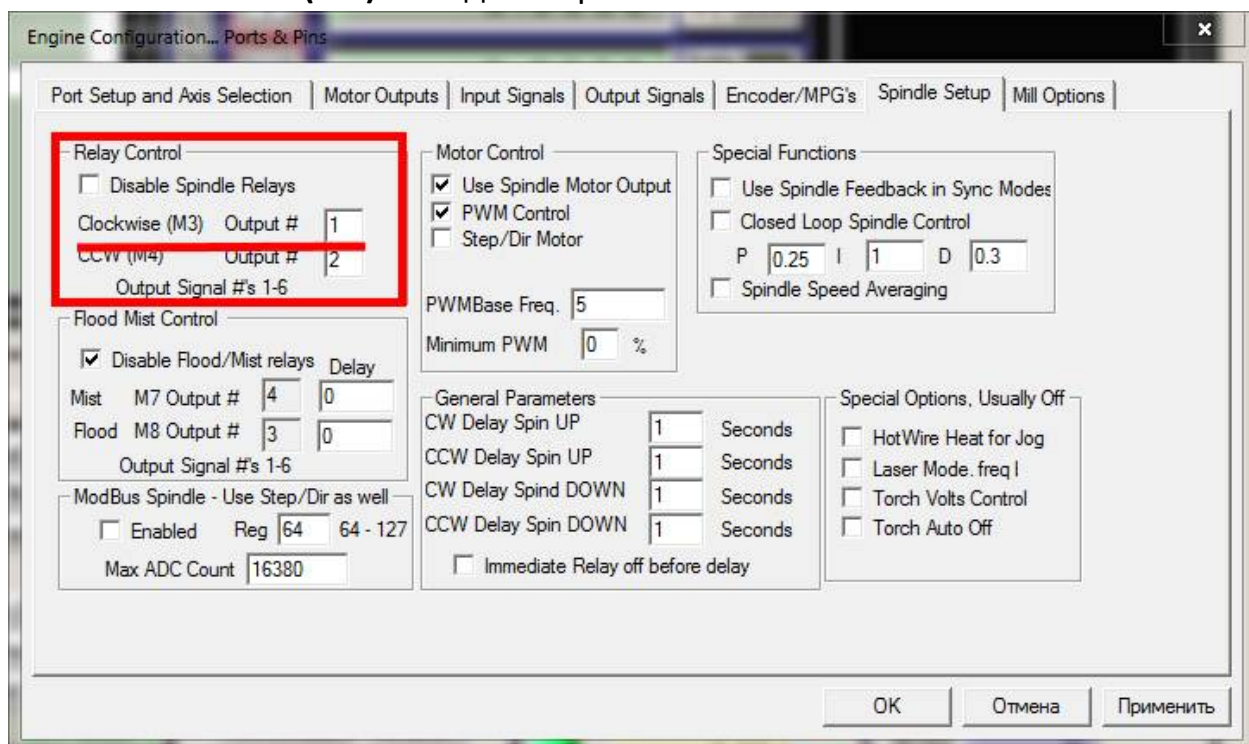 Engine Configuration... Ports & Pins
Port Setup and Axis Selection Motor Outputs Input Signals Output Signals Encoder/MPG's Spindle Setup Mill Options
Relay Control
Disable Spindle Relays
Clockwise (M3) Output # 1
CCW (M4) Output # 2
Output Signal #'s 1-6
Flood Mist Control
Disable Flood/Mist relays Delay
Mist M7 Output # 4 0
Flood M8 Output # 3 0
Output Signal #'s 1-6
ModBus Spindle - Use Step/Dir as well
Enabled Reg 64 64 - 127
Max ADC Count 16380
Motor Control
Use Spindle Motor Output
PWM Control
Step/Dir Motor
PWMBase Freq. 5
Minimum PWM 0 %
General Parameters
CW Delay Spin UP 1 Seconds
CCW Delay Spin UP 1 Seconds
CW Delay Spind DOWN 1 Seconds
CCW Delay Spin DOWN 1 Seconds
Immediate Relay off before delay
Special Functions
Use Spindle Feedback in Sync Modes
Closed Loop Spindle Control
P 0.25 I 1 D 0.3
Spindle Speed Averaging
Special Options, Usually Off
HotWire Heat for Jog
Laser Mode. freq l
Torch Volts Control
Torch Auto Off
OK Отмена Применить